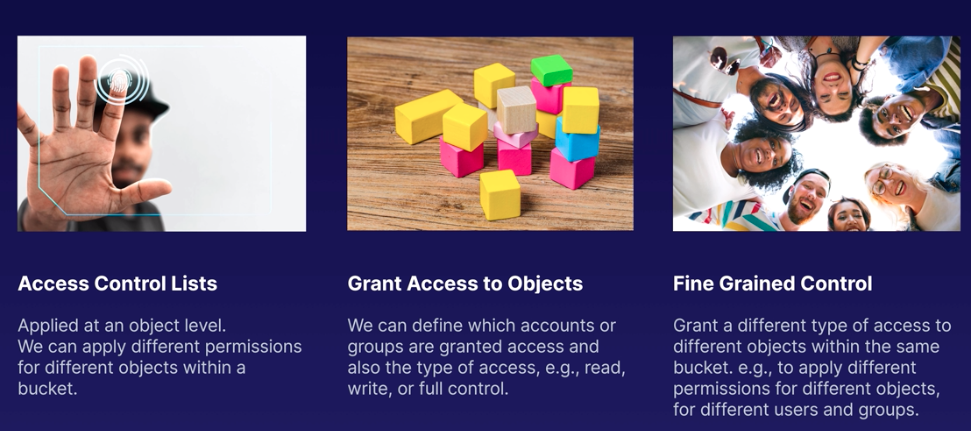 Access Control Lists
Applied at an object level.
We can apply different permissions
for different objects within a
bucket.
Grant Access to Objects
We can define which accounts or
groups are granted access and
also the type of access, e.g., read,
write, or full control.
Fine Grained Control
Grant a different type of access to
different objects within the same
bucket. e.g., to apply different
permissions for different objects,
for different users and groups.